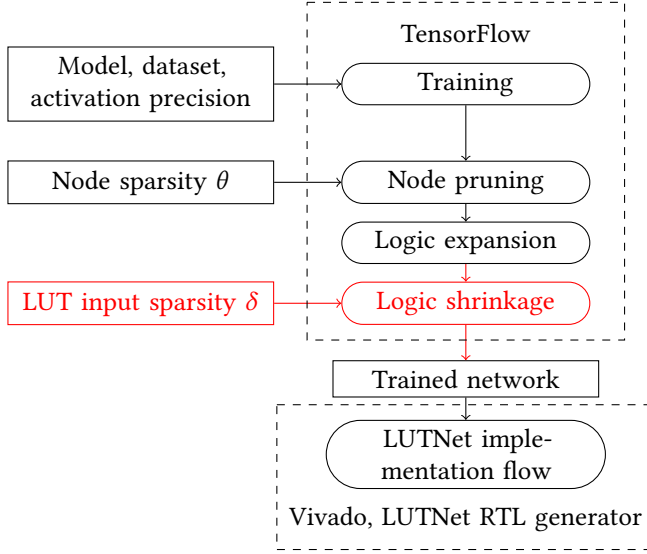 TensorFlow
Model, dataset,
activation precision
Training
Node sparsity θ
Node pruning
Logic expansion
LUT input sparsity δ
Logic shrinkage
Trained network
LUTNet imple-
mentation flow
Vivado, LUTNet RTL generator